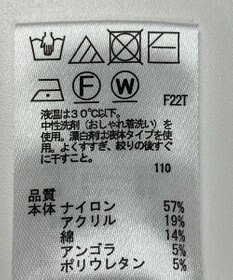 F
W
F22T
液温は30℃以下。
中性洗剤(おしゃれ着洗い)を
使用。漂白剤は液体タイプを使
用。よくすすぎ、絞りの後すぐ
に干す事。
110
品質
本体 ナイロン 57%
アクリル 19%
綿 14%
アンゴラ 5%
ポリウレタン 5%